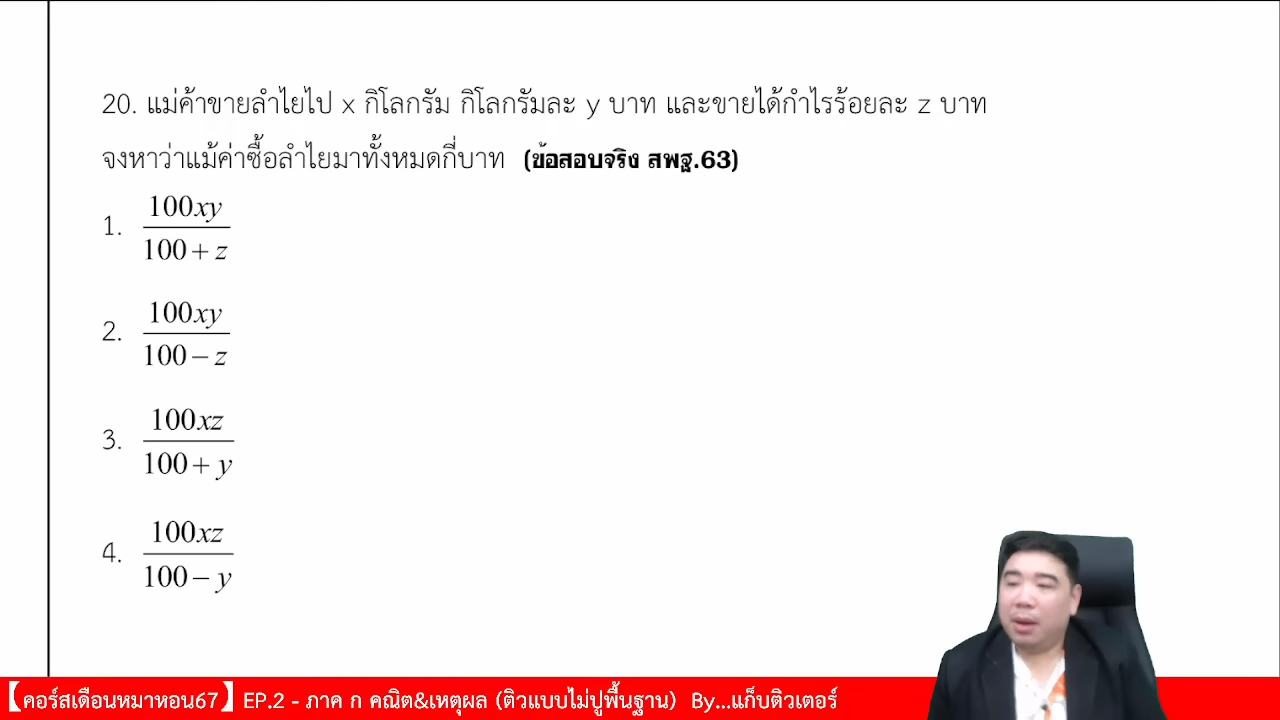 20. แม่ค้าขายลำไยไป x กิโลกรัม กิโลกรัมละ y บาท และขายได้กำไรร้อยละ z บาท
จงหาว่าแม้ค่าซื้อลำไยมาทั้งหมดกี่บาท (ข้อสอบจริง สพฐ.63)
1. 100xy
100 + z
2. 100xy
100 − z
3. 100xz
100 + y
4. 100xz
100 − y
【คอร์สเดือนหมาหอน67】 EP.2 - ภาค ก คณิต&เหตุผล (ติวแบบไม่ปูพื้นฐาน) By...แก็บติวเตอร์